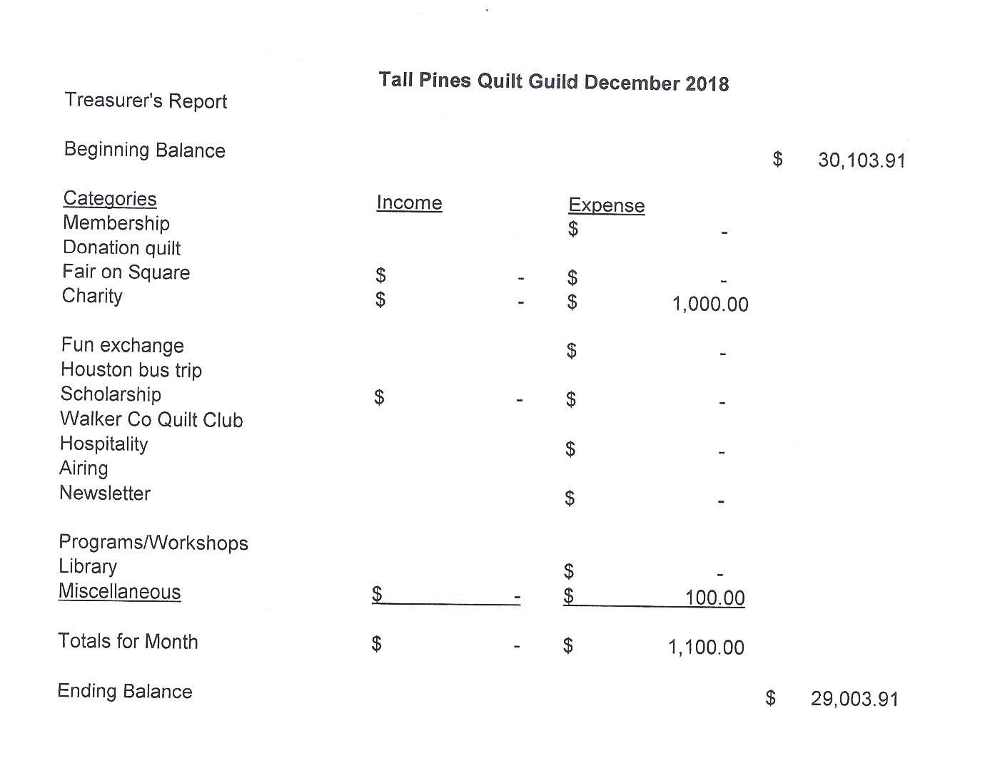 Tall Pines Quilt Guild December 2018
Treasurer's Report
Beginning Balance $ 30,103.91
Categories Income Expense
Membership $ -
Donation quilt
Fair on Square $ - $ -
Charity $ - $ 1,000.00
Fun exchange $ -
Houston bus trip
Scholarship $ - $ -
Walker Co Quilt Club
Hospitality $ -
Airing
Newsletter $ -
Programs/Workshops
Library $ -
Miscellaneous $ - $ 100.00
Totals for Month $ - $ 1,100.00
Ending Balance $ 29,003.91